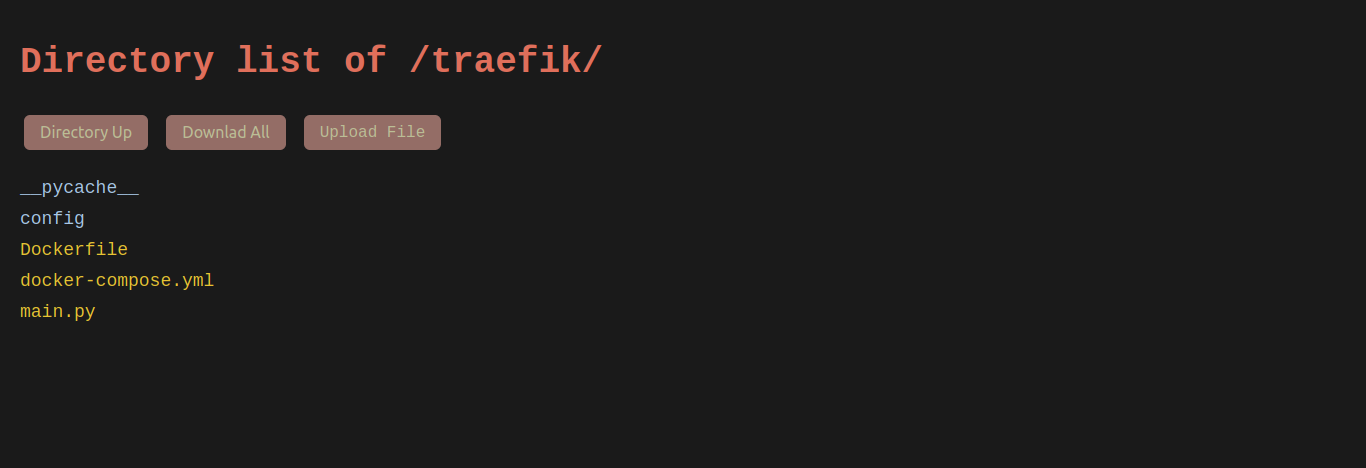 Directory list of /traefik/
Directory Up Downlad All Upload File
__pycache__
config
Dockerfile
docker-compose.yml
main.py